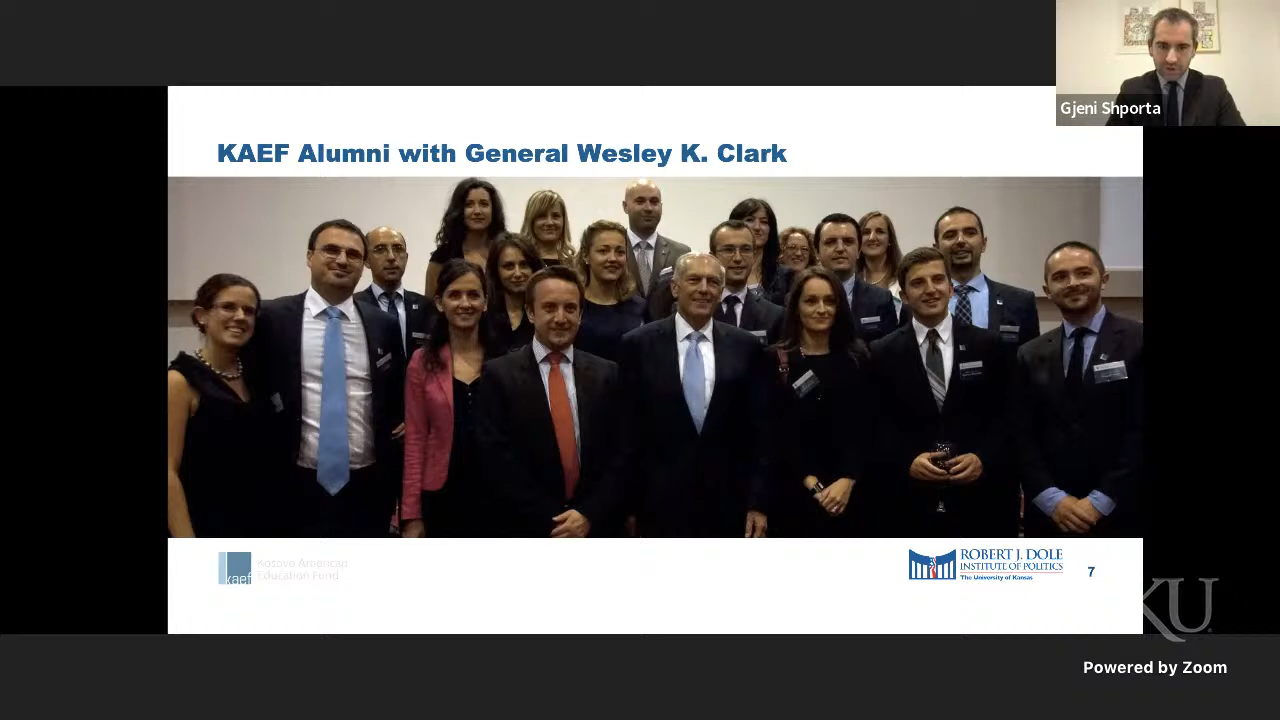 Gjeni Shporta
KAEF Alumni with General Wesley K. Clark
kaef
Kosovo American
Education Fund
ROBERT J. DOLE
INSTITUTE OF POLITICS
The University of Kansas
7
KU
Powered by Zoom